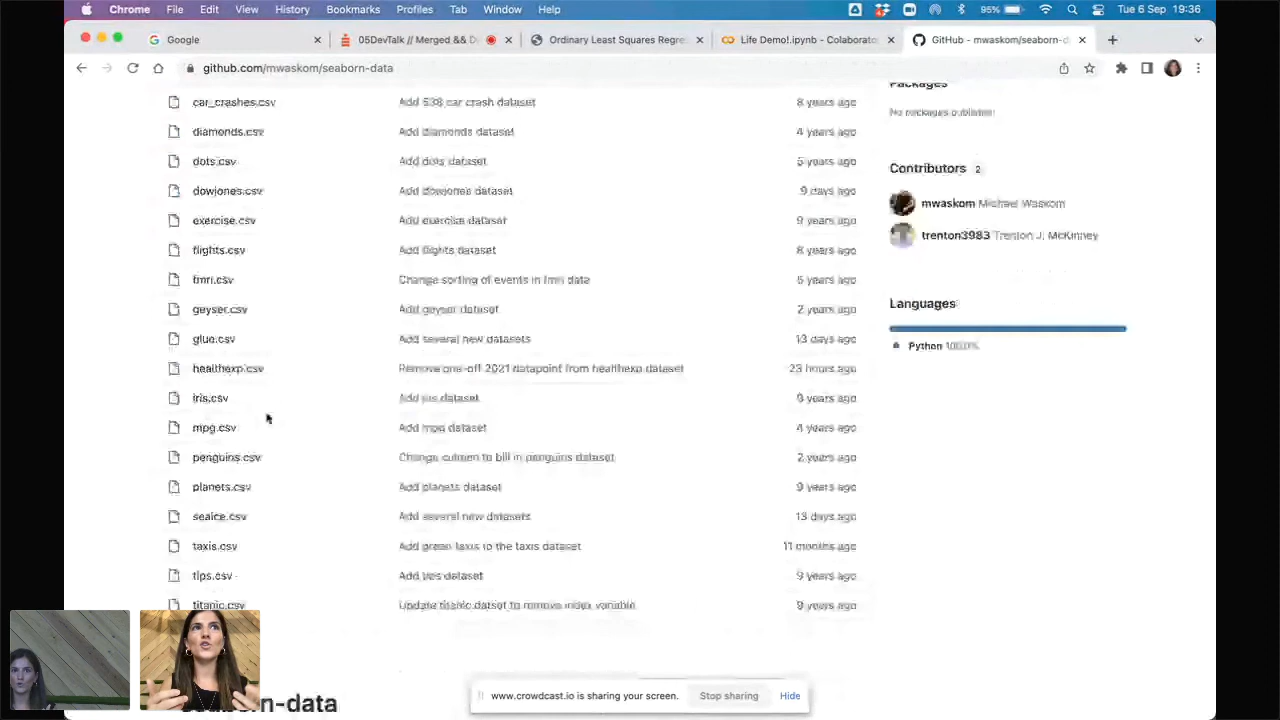 Chrome File Edit View History Bookmarks Profiles Tab Window Help 95% Tue 6 Sep 19:36
Google 05DevTalk // Merged && D Ordinary Least Squares Regres Life Demo!.ipynb - Colaborato GitHub - mwaskom/seaborn-d
github.com/mwaskom/seaborn-data
Packages
No packages published
Contributors 2
mwaskom Michael Waskom
trenton3983 Trenton J. McKinney
Languages
Python 100.0%
car_crashes.csv Add 538 car crash dataset 8 years ago
diamonds.csv Add diamonds dataset 4 years ago
dots.csv Add dots dataset 5 years ago
dowjones.csv Add dowjones dataset 9 days ago
exercise.csv Add exercise dataset 9 years ago
flights.csv Add flights dataset 8 years ago
fmri.csv Change sorting of events in fmri data 5 years ago
geyser.csv Add geyser dataset 2 years ago
glue.csv Add several new datasets 13 days ago
healthexp.csv Remove one-off 2021 datapoint from healthexp dataset 23 hours ago
iris.csv Add iris dataset 9 years ago
mpg.csv Add mpg dataset 4 years ago
penguins.csv Change culmen to bill in penguins dataset 2 years ago
planets.csv Add planets dataset 9 years ago
seaice.csv Add several new datasets 13 days ago
taxis.csv Add green taxis to the taxis dataset 11 months ago
tips.csv Add tips dataset 9 years ago
titanic.csv Update titanic datset to remove index variable 9 years ago
seaborn-data
www.crowdcast.io is sharing your screen. Stop sharing Hide